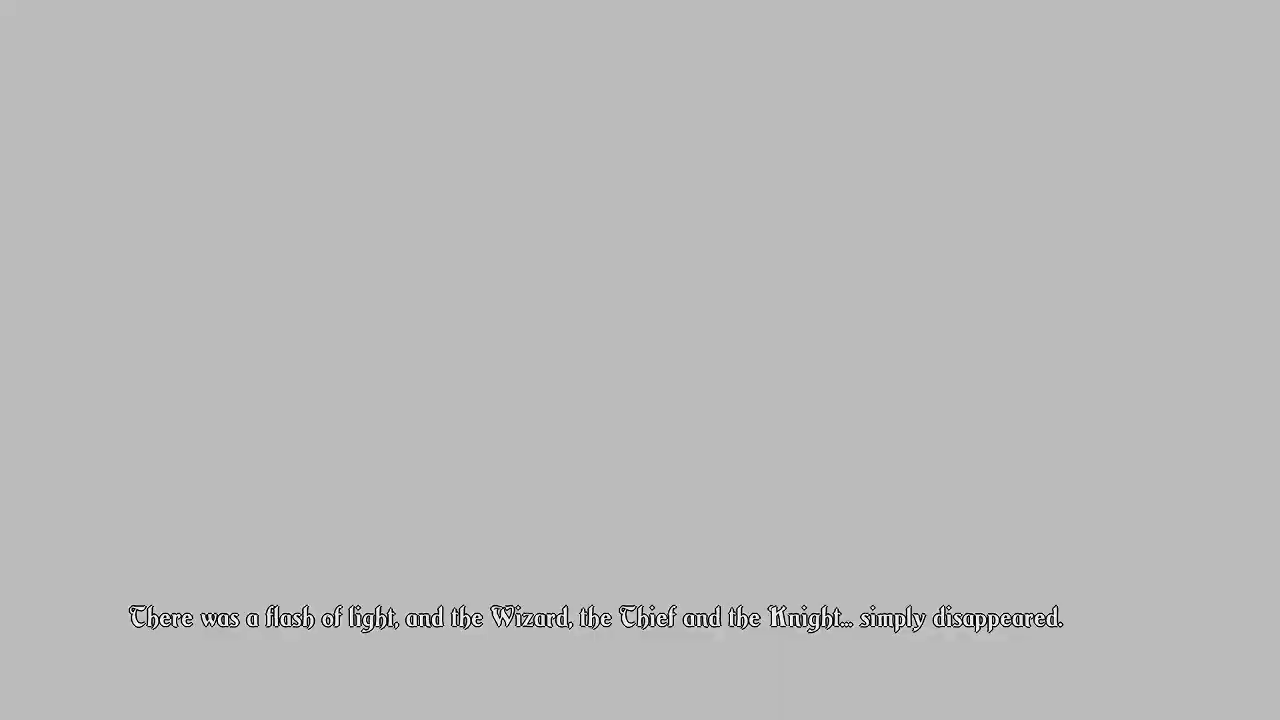 There was a flash of light, and the Wizard, the Thief and the Knight... simply disappeared.